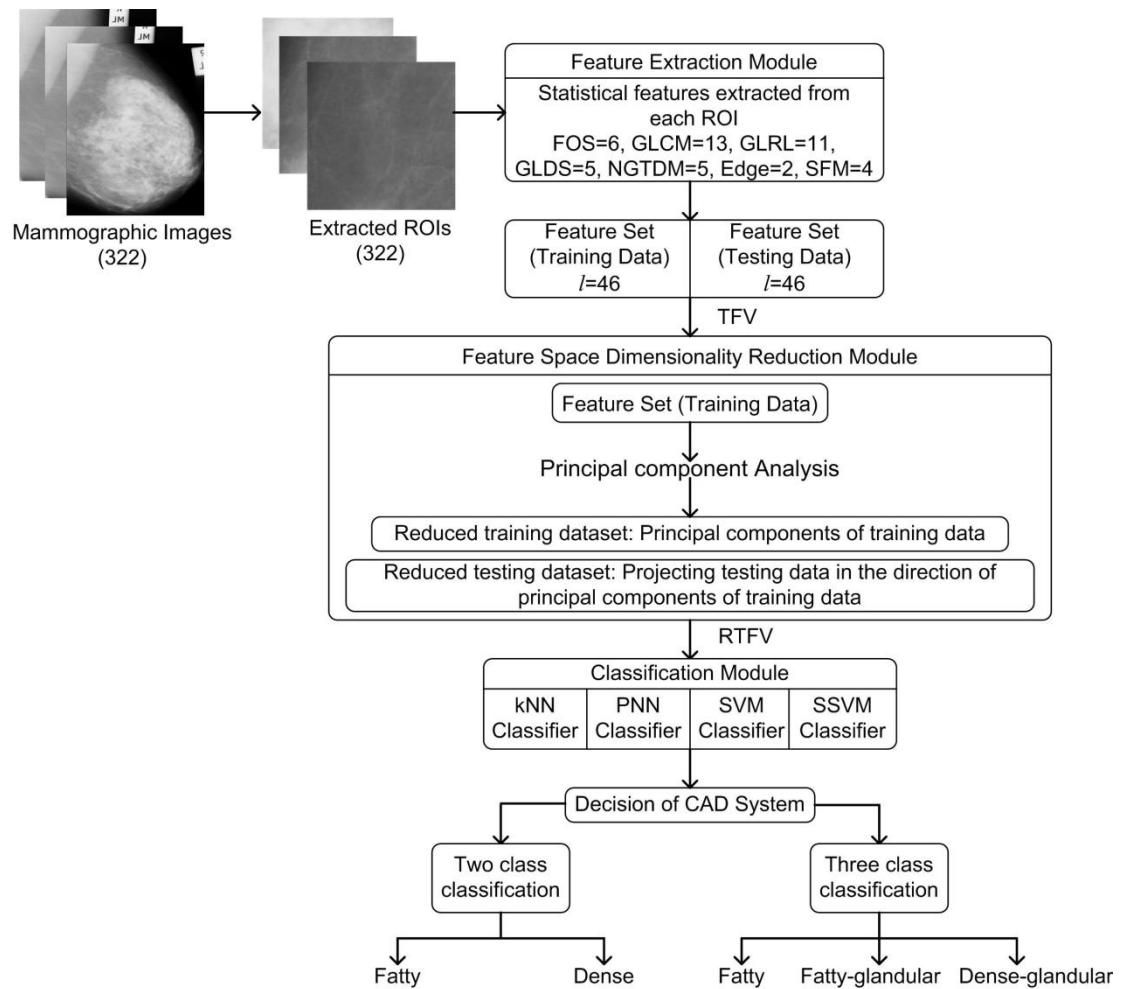 Mammographic Images
(322)
Extracted ROIs
(322)
Feature Extraction Module
Statistical features extracted from
each ROI
FOS=6, GLCM=13, GLRL=11,
GLDS=5, NGTDM=5, Edge=2, SFM=4
Feature Set
(Training Data)
l=46
Feature Set
(Testing Data)
l=46
TFV
Feature Space Dimensionality Reduction Module
Feature Set (Training Data)
Principal component Analysis
Reduced training dataset: Principal components of training data
Reduced testing dataset: Projecting testing data in the direction of
principal components of training data
RTFV
Classification Module
kNN
Classifier
PNN
Classifier
SVM
Classifier
SSVM
Classifier
Decision of CAD System
Two class
classification
Three class
classification
Fatty
Dense
Fatty
Fatty-glandular
Dense-glandular